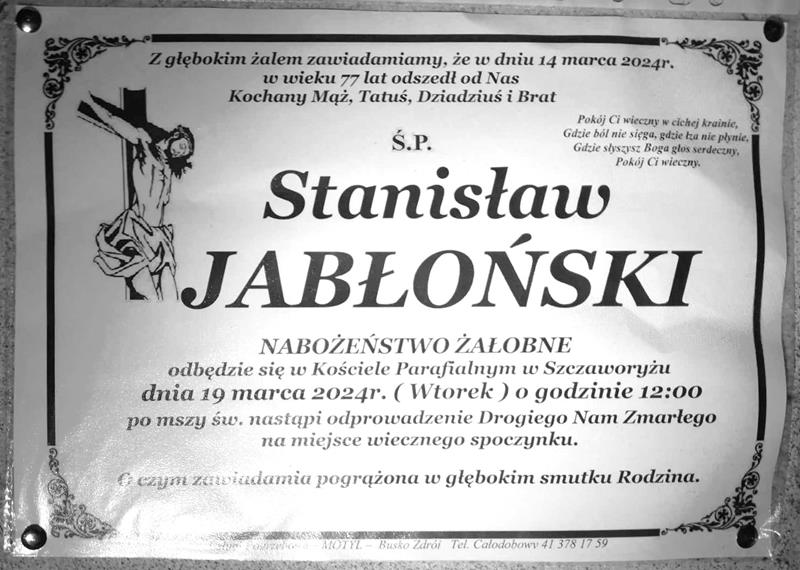 Z głębokim żalem zawiadamiamy, że w dniu 14 marca 2024r.
w wieku 77 lat odszedł od Nas
Kochany Mąż, Tatuś, Dziadziuś i Brat
Pokój Ci wieczny w cichej krainie,
Gdzie ból nie sięga, gdzie łza nie płynie,
Gdzie słyszysz Boga głos serdeczny,
Pokój Ci wieczny.
Ś.P.
Stanisław
JABŁOŃSKI
NABOŻEŃSTWO ŻAŁOBNE
odbędzie się w Kościele Parafialnym w Szczaworyżu
dnia 19 marca 2024r. ( Wtorek ) o godzinie 12:00
po mszy św. nastąpi odprowadzenie Drogiego Nam Zmarłego
na miejsce wiecznego spoczynku.
O czym zawiadamia pogrążona w głębokim smutku Rodzina.
– MOTYL – Busko Zdrój Tel. Całodobowy 41 378 17 59